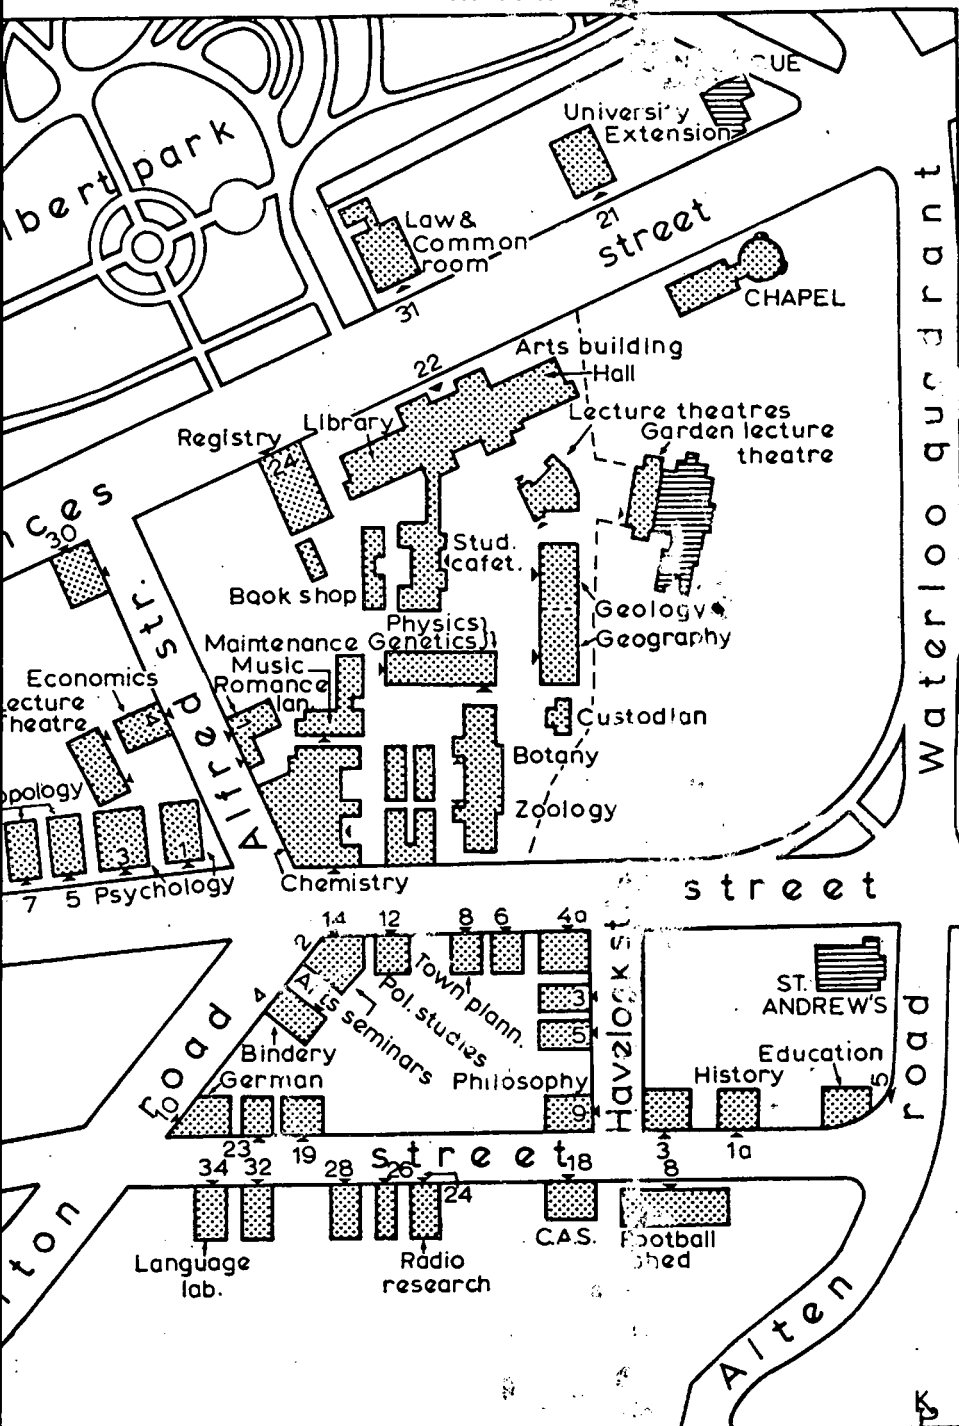 lbert park
University
Extension
21
street
Law &
Common
room
31
CHAPEL
Waterloo quadrant
22
Arts building
Hall
Library
Registry
24
Lecture theatres
Garden lecture
theatre
nces
30
Stud.
cafet.
Book shop
Geology
Geography
Physics
Genetics
Maintenance
Music
Romance
lan.
7
Alfred str.
Economics
4
ecture
heatre
Custodian
Botany
Zoology
opology
7
5
3
1
Psychology
Chemistry
street
14
12
8
6
4a
2
4
Arts seminars
Pol. studies
Town plann.
3
5
Havelock st.
ST.
ANDREW'S
Bindery
German
road
10
Philosophy
9
History
Education
5
road
23
19
street
3
1a
34
32
28
26
24
18
8
Language
lab.
Radio
research
C.A.S.
Football
shed
ton
Alten